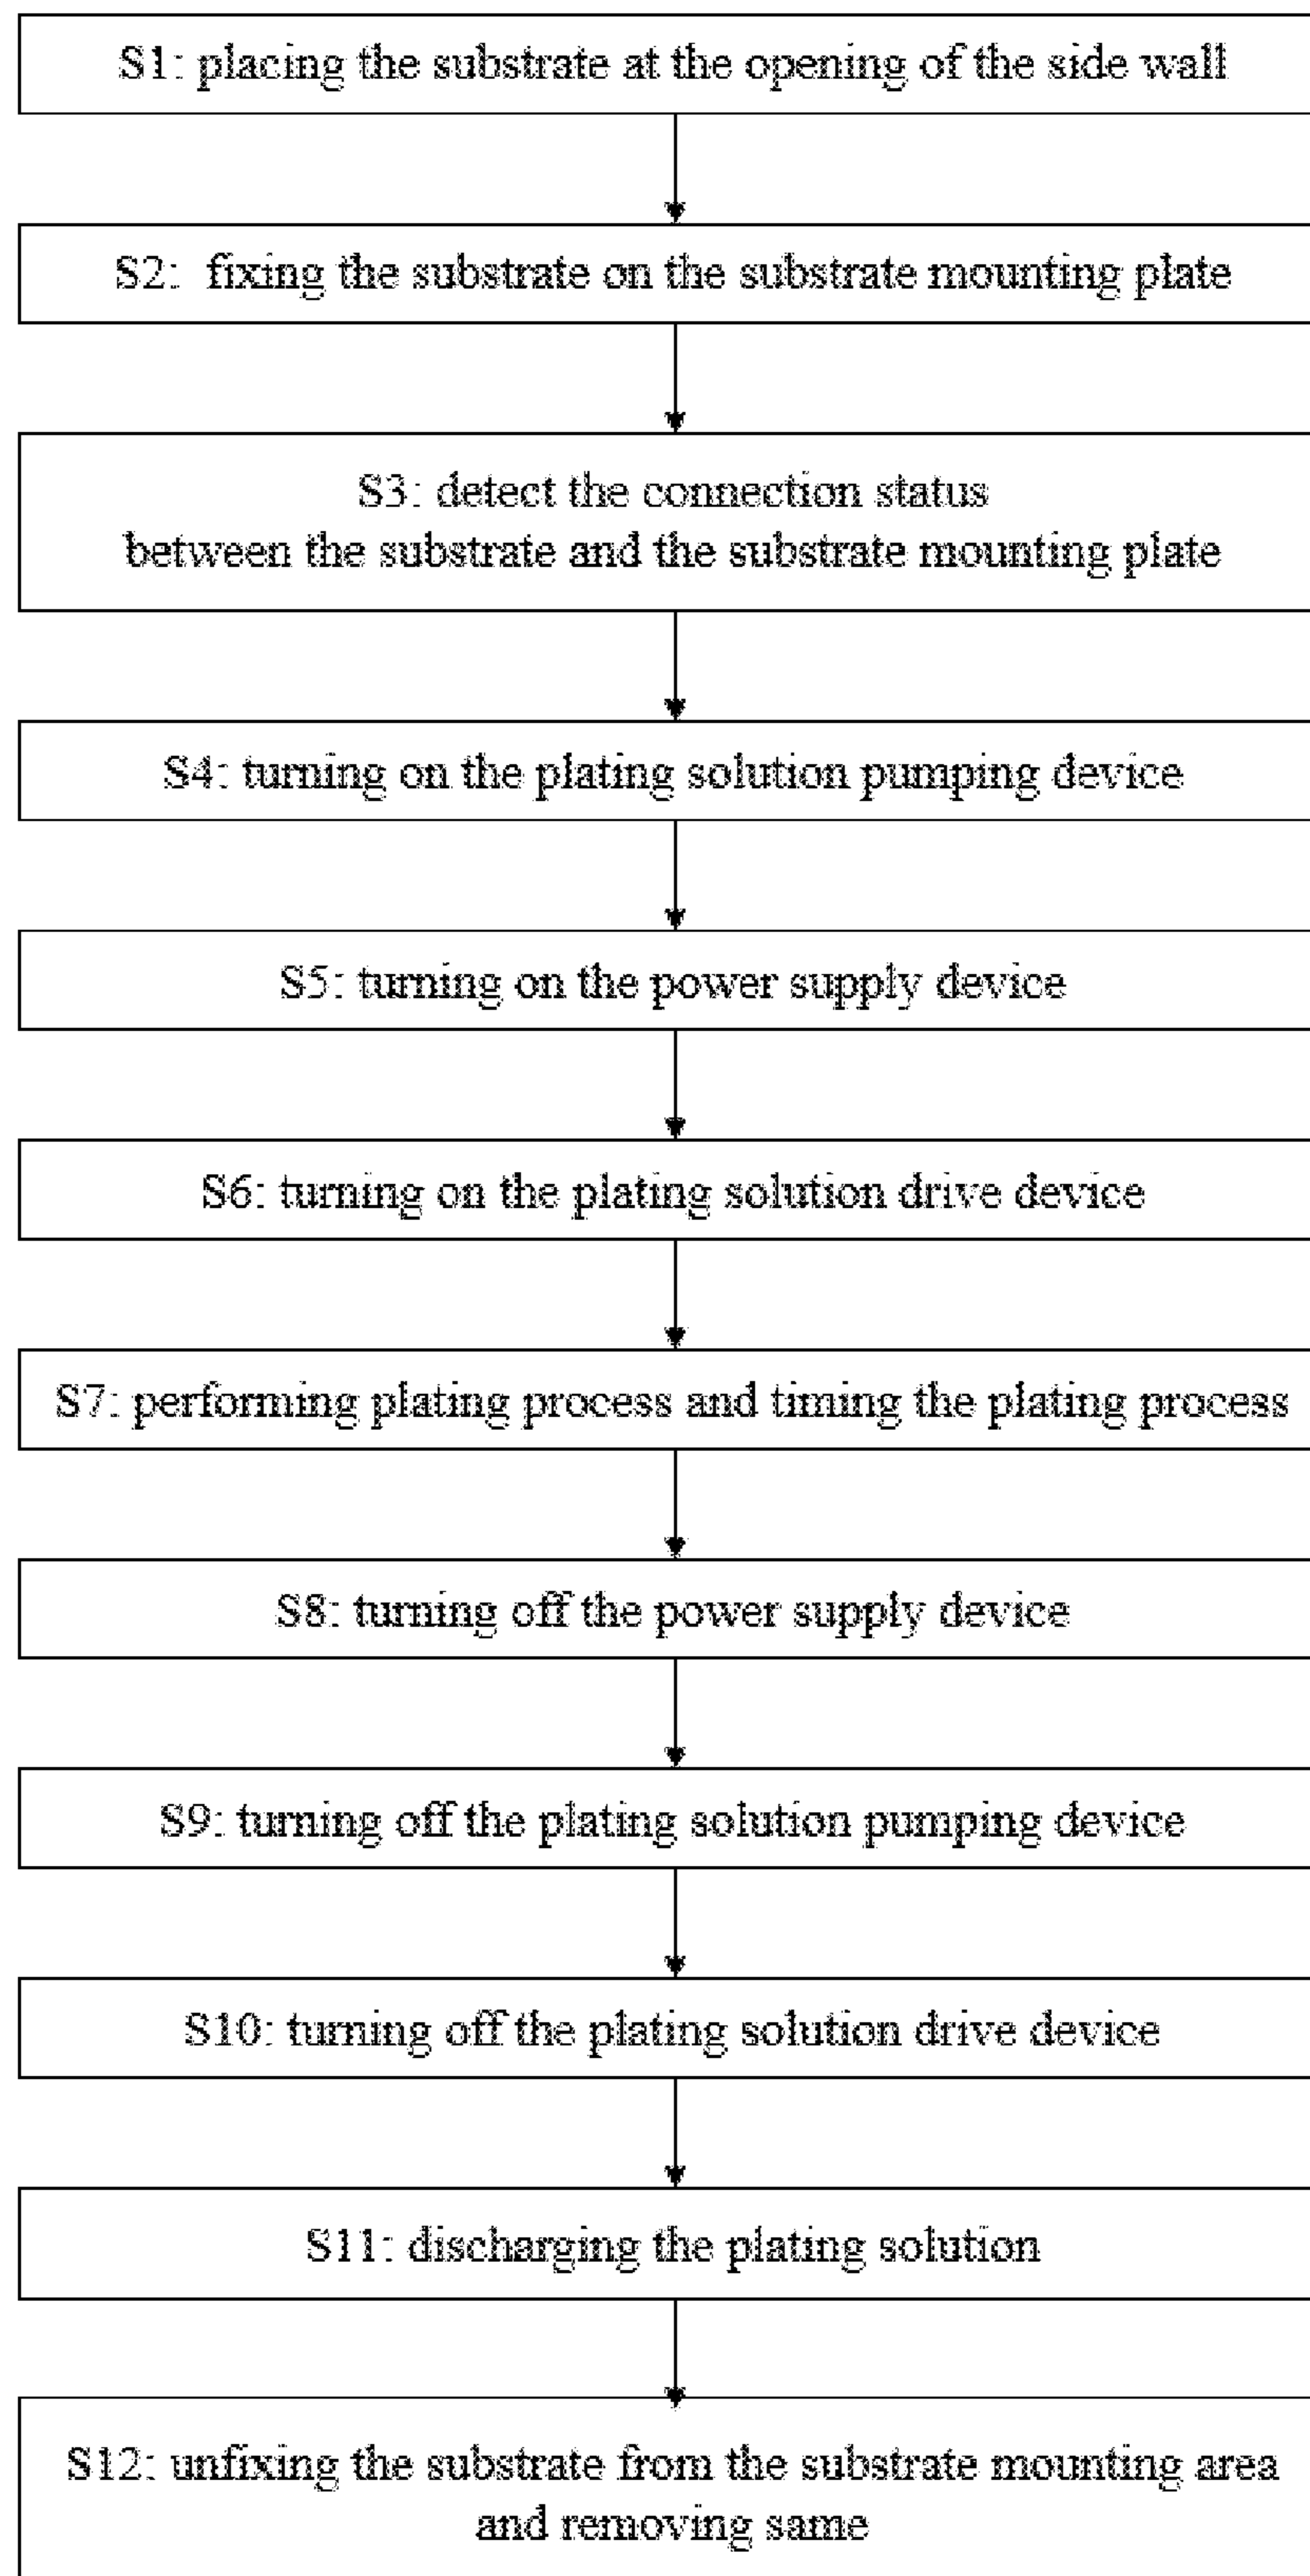 S1: placing the substrate at the opening of the side wall
S2: fixing the substrate on the substrate mounting plate
S3: detect the connection status
between the substrate and the substrate mounting plate
S4: turning on the plating solution pumping device
S5: turning on the power supply device
S6: turning on the plating solution drive device
S7: performing plating process and timing the plating process
S8: turning off the power supply device
S9: turning off the plating solution pumping device
S10: turning off the plating solution drive device
S11: discharging the plating solution
S12: unfixing the substrate from the substrate mounting area
and removing same